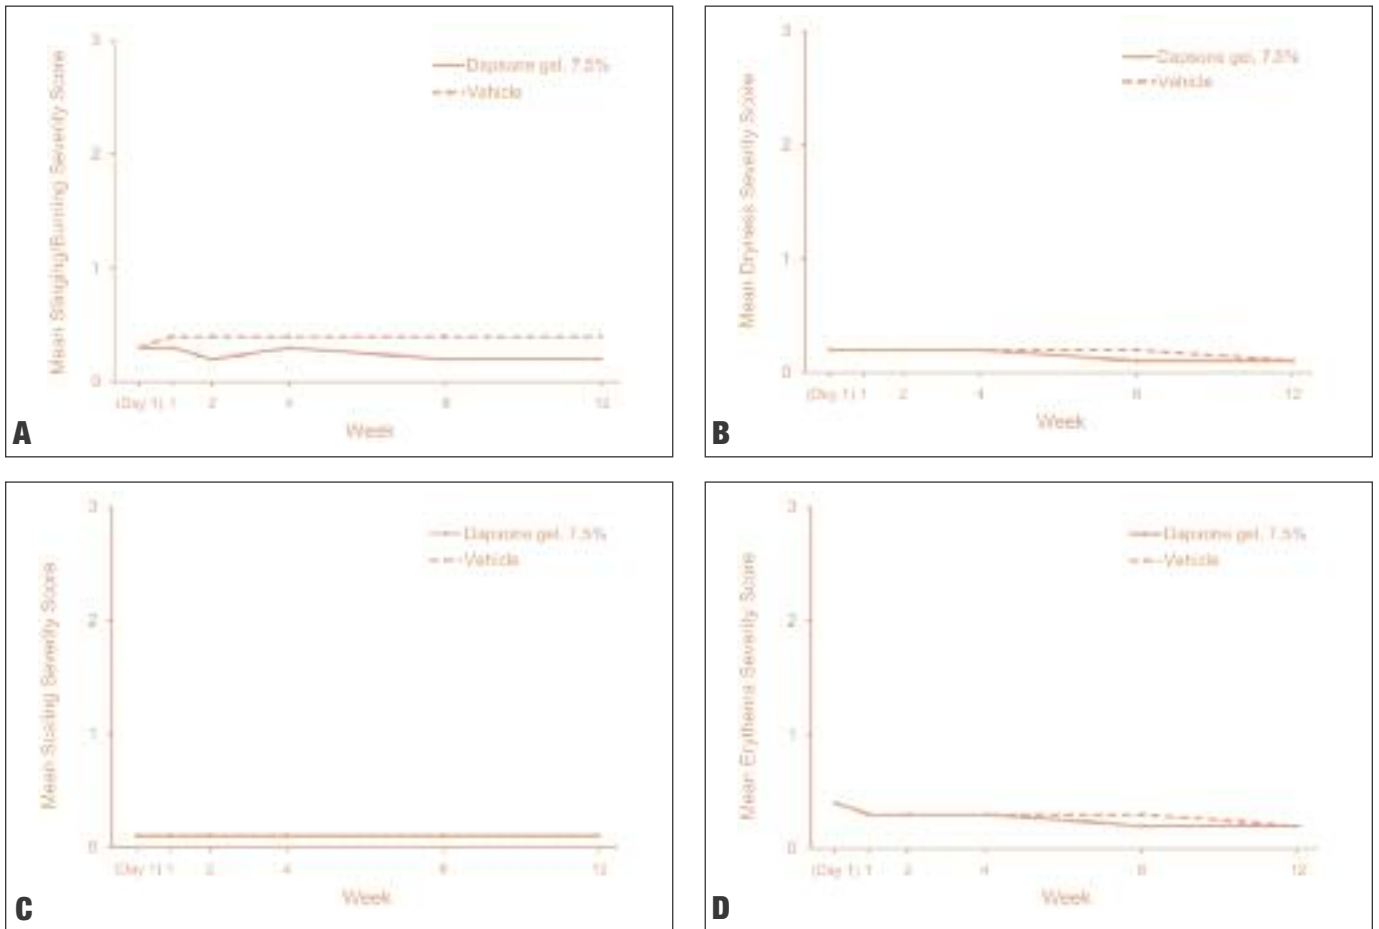 Mean Stinging/Burning Severity Score
3
2
1
0
Dapsone gel, 7.5%
Vehicle
(Day 1) 1 2 4 8 12
Week
A
Mean Dryness Severity Score
3
2
1
0
Dapsone gel, 7.5%
Vehicle
(Day 1) 1 2 4 8 12
Week
B
Mean Scaling Severity Score
3
2
1
0
Dapsone gel, 7.5%
Vehicle
(Day 1) 1 2 4 8 12
Week
C
Mean Erythema Severity Score
3
2
1
0
Dapsone gel, 7.5%
Vehicle
(Day 1) 1 2 4 8 12
Week
D